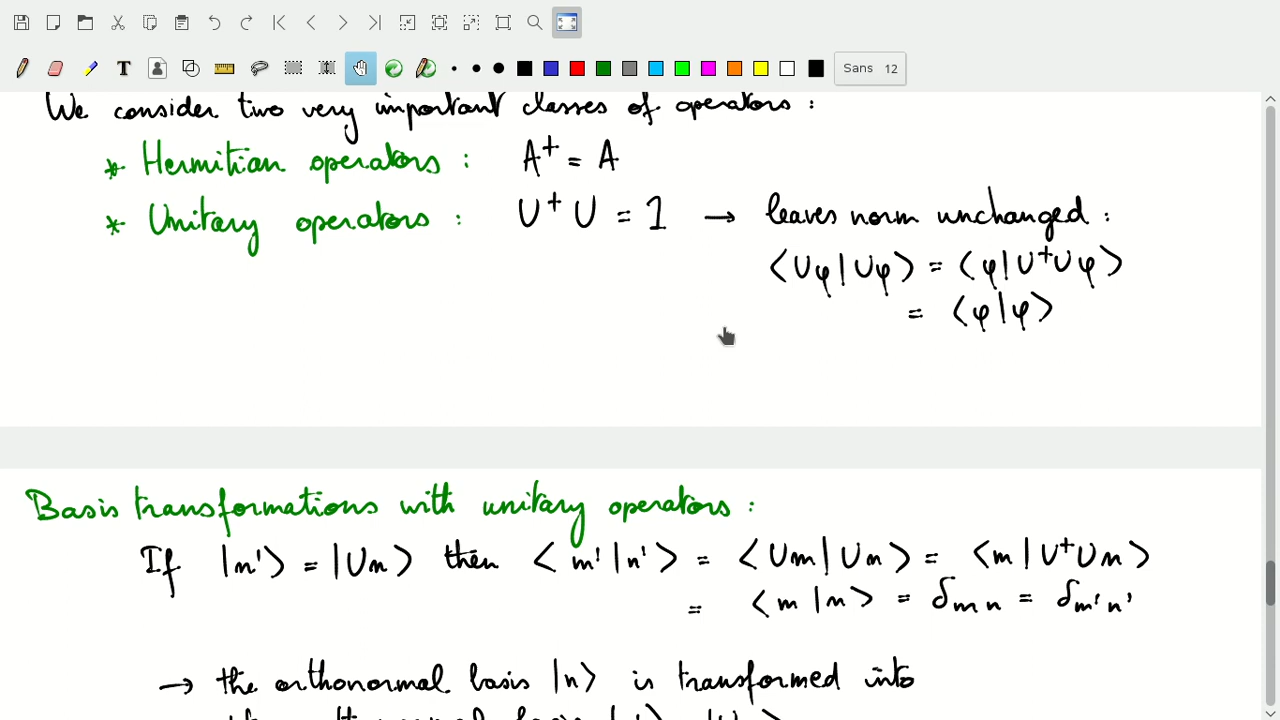 T
Sans 12
We consider two very important classes of operators :
* Hermitian operators : A⁺ = A
* Unitary operators : U⁺ U = 1 → leaves norm unchanged :
⟨Uφ|Uφ⟩ = ⟨φ|U⁺Uφ⟩
= ⟨φ|φ⟩
Basis transformations with unitary operators :
If |n'⟩ = |Un⟩ then ⟨m'|n'⟩ = ⟨Um|Un⟩ = ⟨m|U⁺Un⟩
= ⟨m|n⟩ = δmn = δm'n'
→ the orthonormal basis |n⟩ is transformed into